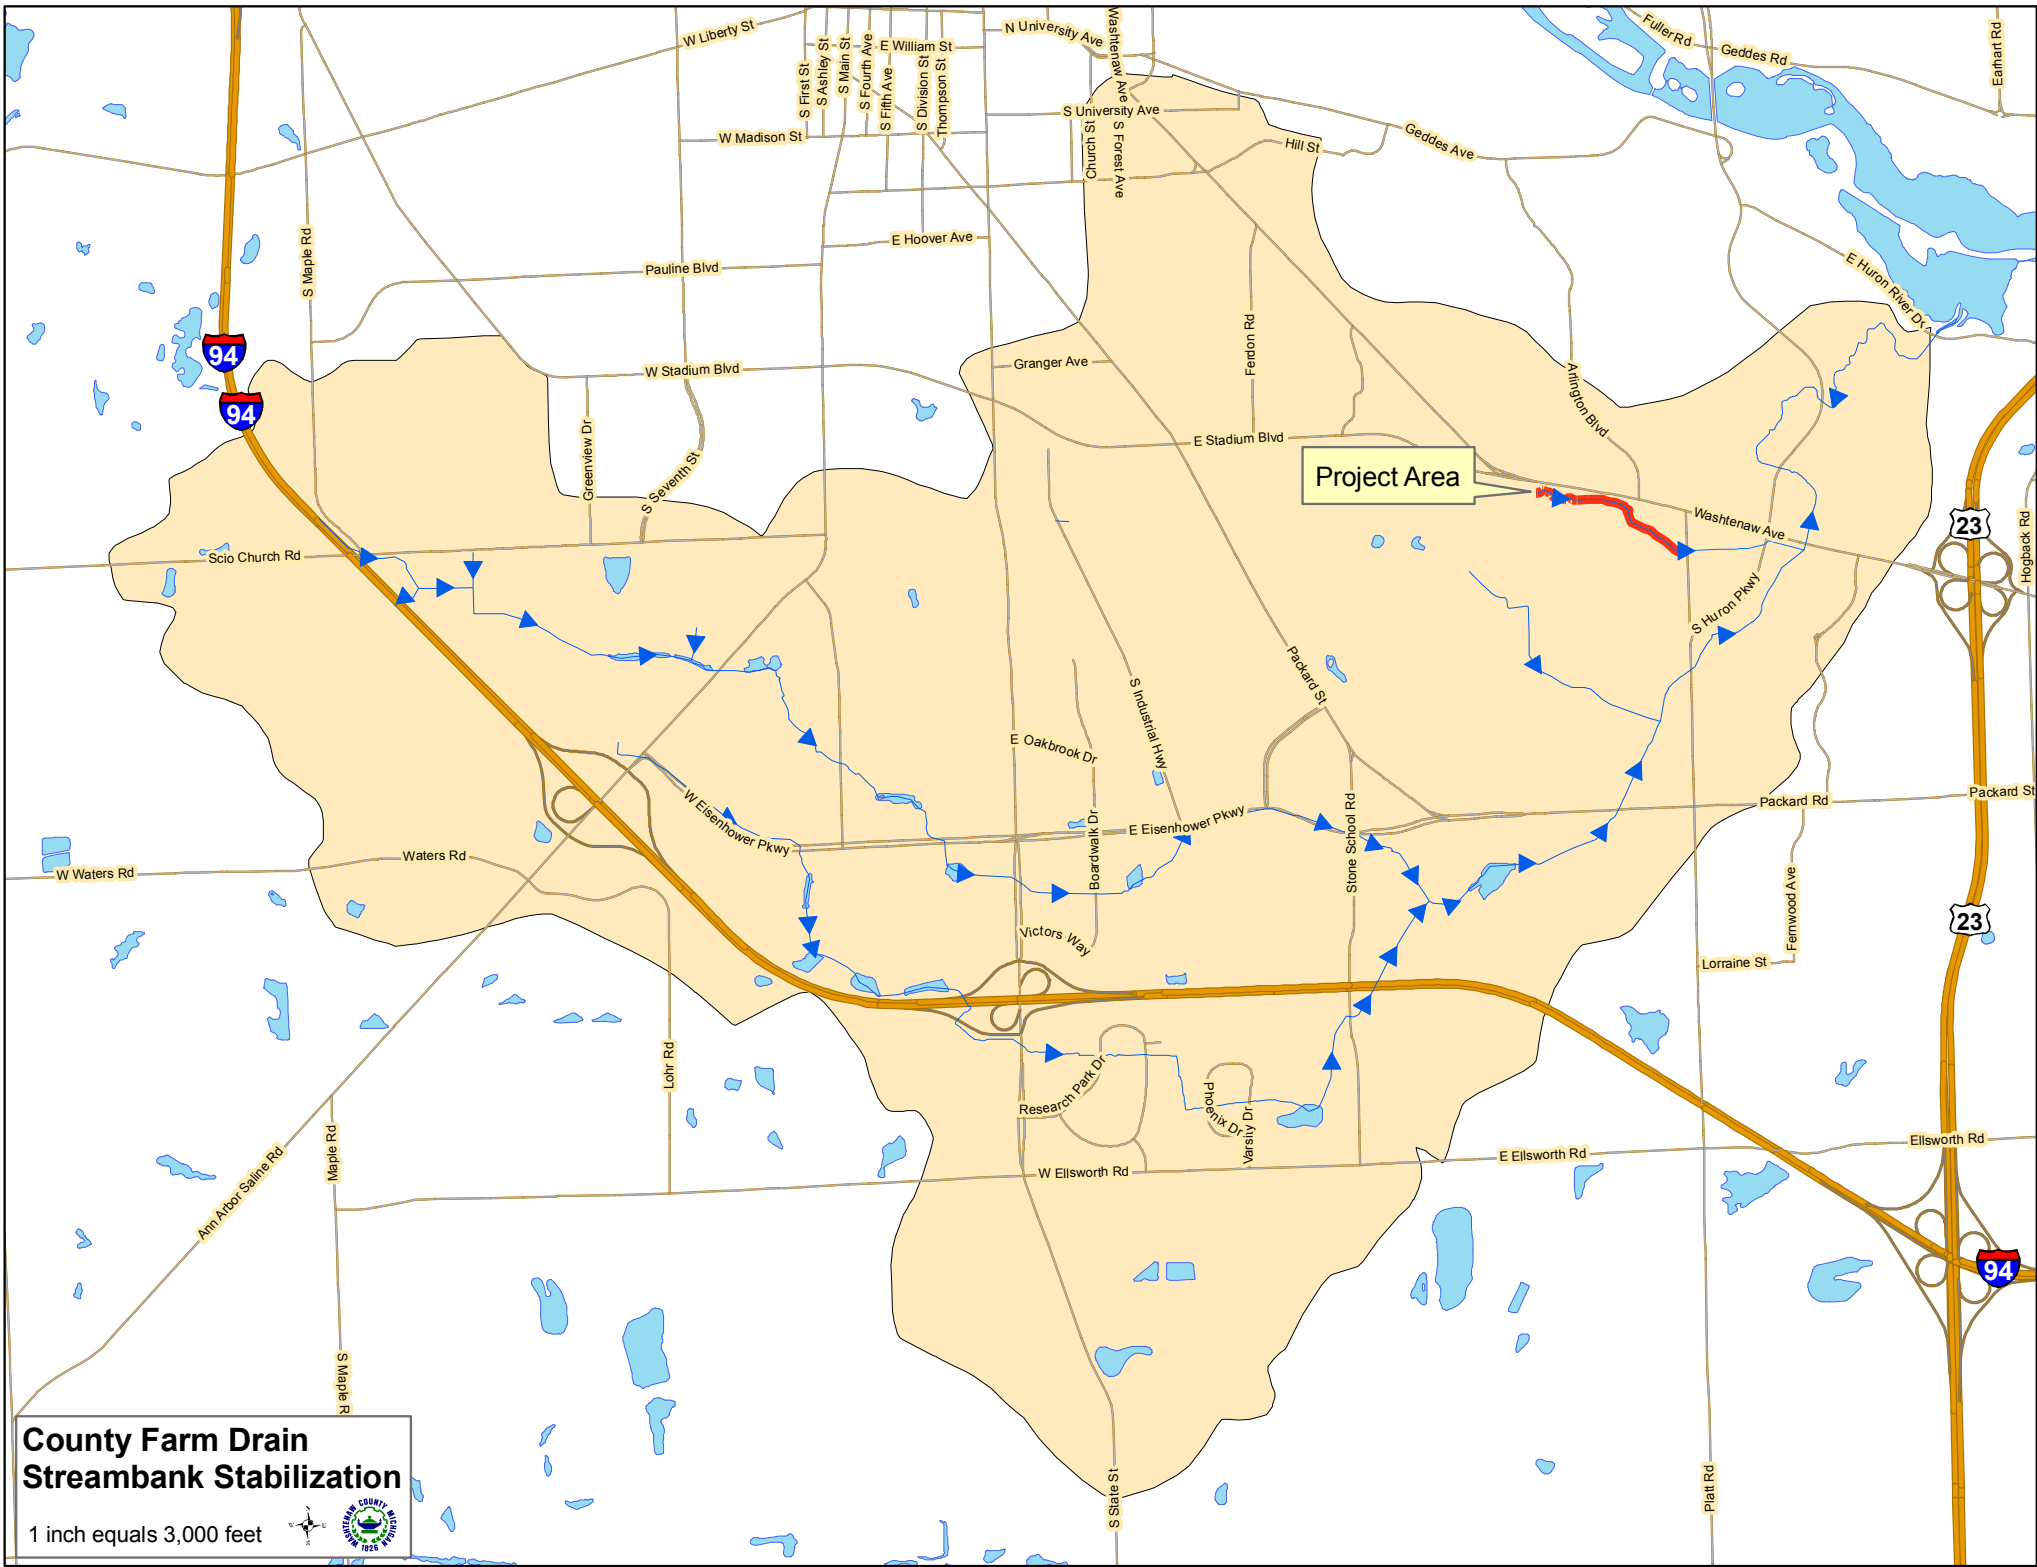 W Liberty St
S First St
S Ashley St
S Main St
S Fourth Ave
S Fifth Ave
E William St
S Division St
Thompson St
N University Ave
Washtenaw Ave
S University Ave
Church St
S Forest Ave
Fuller Rd
Geddes Rd
Earhart Rd
W Madison St
Hill St
Geddes Ave
S Maple Rd
E Hoover Ave
Pauline Blvd
E Huron River Dr
94
94
W Stadium Blvd
Granger Ave
Ferdon Rd
Arlington Blvd
Greenview Dr
S Seventh St
E Stadium Blvd
Project Area
Washtenaw Ave
23
Hogback Rd
Scio Church Rd
S Huron Pkwy
Packard St
S Industrial Hwy
E Oakbrook Dr
W Eisenhower Pkwy
E Eisenhower Pkwy
Boardwalk Dr
Stone School Rd
Packard Rd
Packard St
W Waters Rd
Waters Rd
Fernwood Ave
23
Victors Way
Lorraine St
Lohr Rd
Research Park Dr
Phoenix Dr
Varsity Dr
Maple Rd
Ann Arbor Saline Rd
W Ellsworth Rd
E Ellsworth Rd
Ellsworth Rd
94
S Maple R
S State St
Platt Rd
County Farm Drain
Streambank Stabilization
1 inch equals 3,000 feet
WASHTENAW COUNTY MICHIGAN
1826